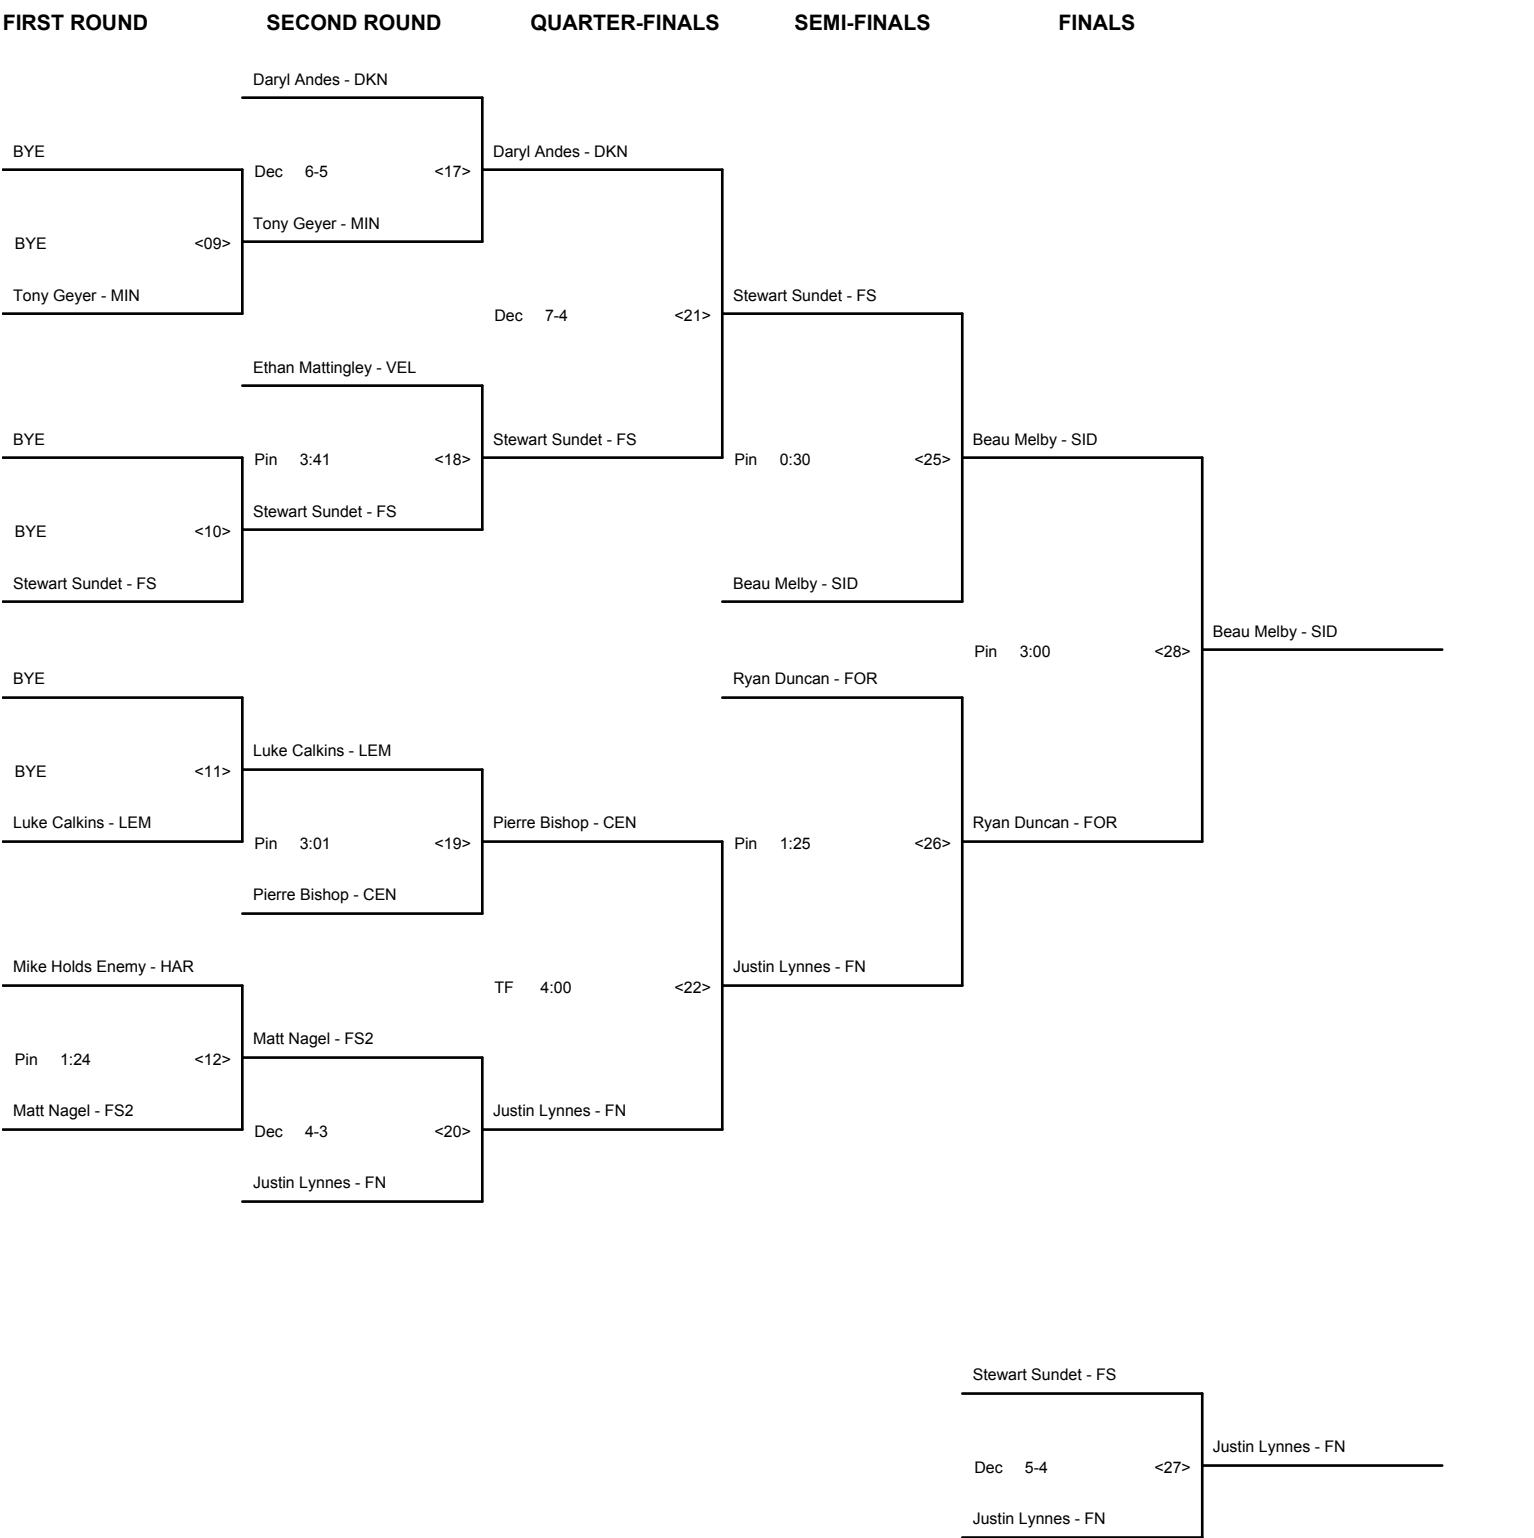 FIRST ROUND SECOND ROUND QUARTER-FINALS SEMI-FINALS FINALS
Daryl Andes - DKN
BYE Daryl Andes - DKN
Dec 6-5 <17>
Tony Geyer - MIN
BYE <09>
Tony Geyer - MIN Stewart Sundet - FS
Dec 7-4 <21>
Ethan Mattingley - VEL
BYE Stewart Sundet - FS Beau Melby - SID
Pin 3:41 <18> Pin 0:30 <25>
Stewart Sundet - FS
BYE <10>
Stewart Sundet - FS Beau Melby - SID
Beau Melby - SID
Pin 3:00 <28>
BYE Ryan Duncan - FOR
Luke Calkins - LEM
BYE <11>
Luke Calkins - LEM Pierre Bishop - CEN Ryan Duncan - FOR
Pin 3:01 <19> Pin 1:25 <26>
Pierre Bishop - CEN
Mike Holds Enemy - HAR Justin Lynnes - FN
TF 4:00 <22>
Matt Nagel - FS2
Pin 1:24 <12>
Matt Nagel - FS2 Justin Lynnes - FN
Dec 4-3 <20>
Justin Lynnes - FN
Stewart Sundet - FS
Justin Lynnes - FN
Dec 5-4 <27>
Justin Lynnes - FN